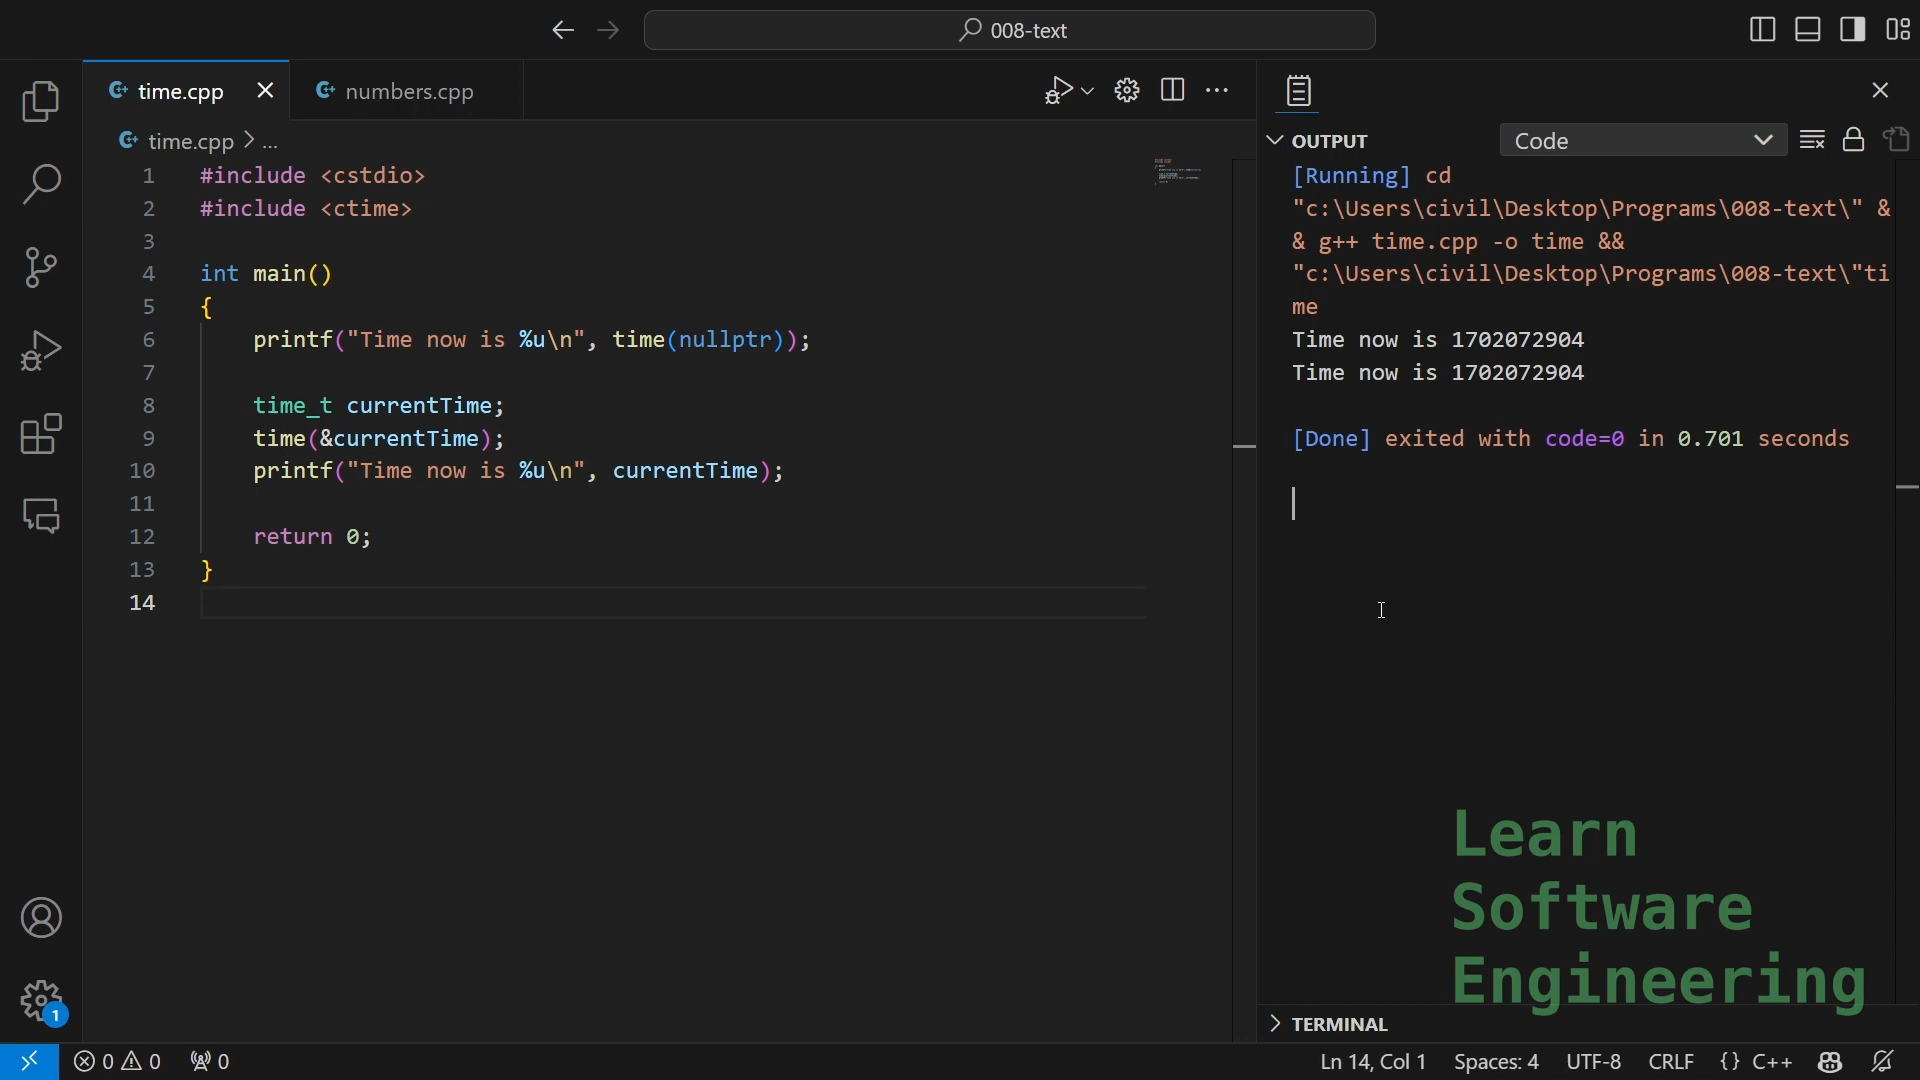 008-text
time.cpp
numbers.cpp
time.cpp > ...
1 #include <cstdio>
2 #include <ctime>
3
4 int main()
5 {
6 printf("Time now is %u\n", time(nullptr));
7
8 time_t currentTime;
9 time(&currentTime);
10 printf("Time now is %u\n", currentTime);
11
12 return 0;
13 }
14
OUTPUT
Code
[Running] cd
"c:\Users\civil\Desktop\Programs\008-text\" &
& g++ time.cpp -o time &&
"c:\Users\civil\Desktop\Programs\008-text\"ti
me
Time now is 1702072904
Time now is 1702072904
[Done] exited with code=0 in 0.701 seconds
Learn
Software
Engineering
TERMINAL
1
0 0 0
Ln 14, Col 1 Spaces: 4 UTF-8 CRLF {} C++